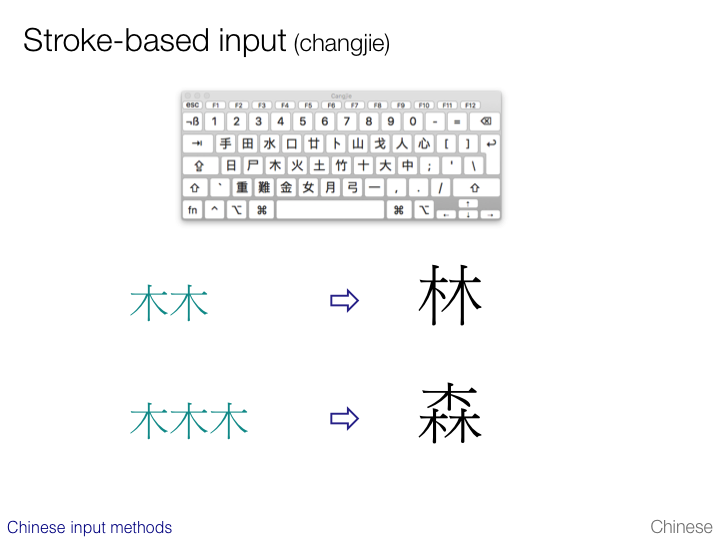 Stroke-based input (changjie)
Cangjie
esc F1 F2 F3 F4 F5 F6 F7 F8 F9 F10 F11 F12
¬ß 1 2 3 4 5 6 7 8 9 0 - = ⌫
⇥ 手 田 水 口 廿 卜 山 戈 人 心 [ ] ↩
⇪ 日 尸 木 火 土 竹 十 大 中 ; ' \
⇧ ` 重 難 金 女 月 弓 一 , . / ⇧
fn ^ ⌥ ⌘ ⌘ ⌥ ← ↑ ↓ →
木木 ⇨ 林
木木木 ⇨ 森
Chinese input methods
Chinese